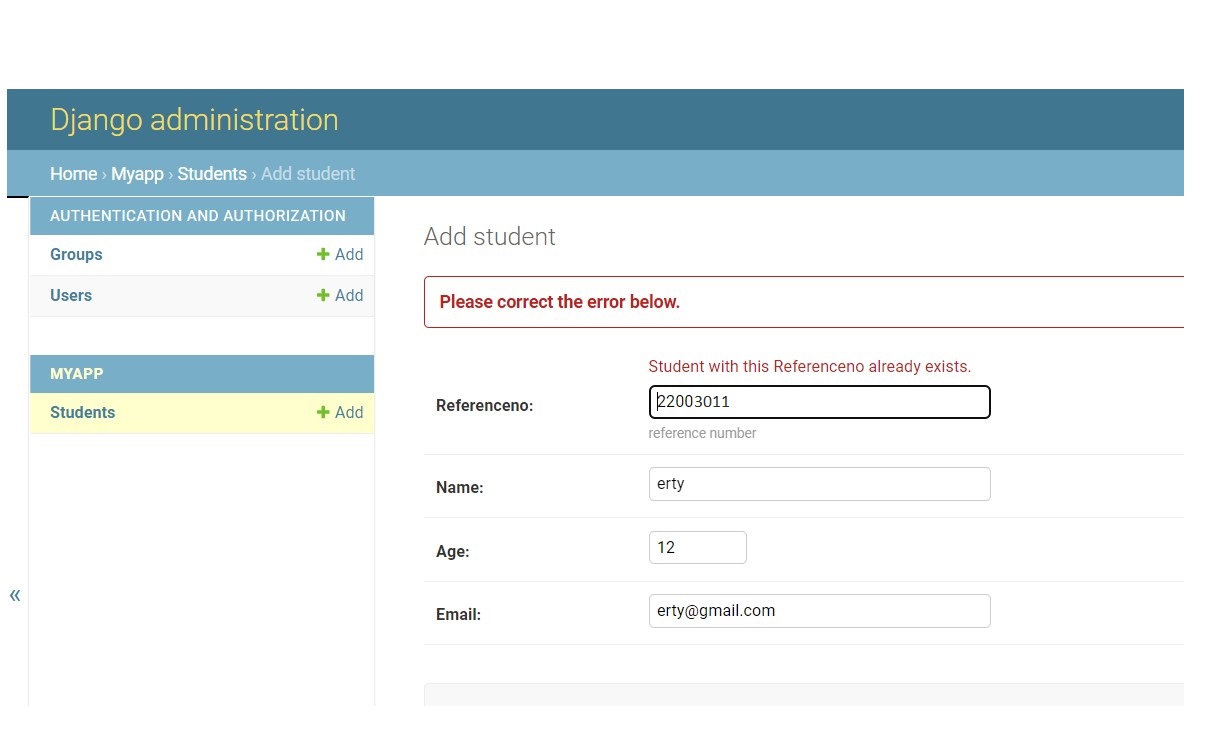 Django administration
Home › Myapp › Students › Add student
AUTHENTICATION AND AUTHORIZATION
Groups + Add
Users + Add
MYAPP
Students + Add
«
Add student
Please correct the error below.
Student with this Referenceno already exists.
Referenceno: 22003011
reference number
Name: erty
Age: 12
Email: erty@gmail.com